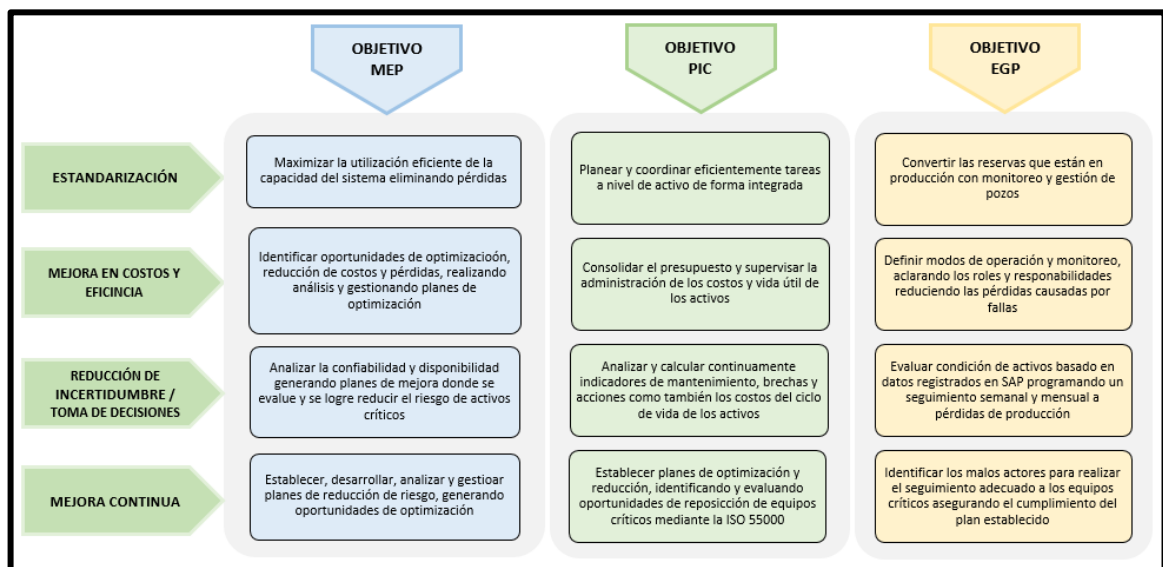 OBJETIVO
MEP
OBJETIVO
PIC
OBJETIVO
EGP
ESTANDARIZACIÓN
Maximizar la utilización eficiente de la
capacidad del sistema eliminando pérdidas
Planear y coordinar eficientemente tareas
a nivel de activo de forma integrada
Convertir las reservas que están en
producción con monitoreo y gestión de
pozos
MEJORA EN COSTOS Y
EFICINCIA
Identificar oportunidades de optimizacioón,
reducción de costos y pérdidas, realizando
análisis y gestionando planes de
optimización
Consolidar el presupuesto y supervisar la
administración de los costos y vida útil de
los activos
Definir modos de operación y monitoreo,
aclarando los roles y responabilidades
reduciendo las pérdidas causadas por
fallas
REDUCCIÓN DE
INCERTIDUMBRE /
TOMA DE DECISIONES
Analizar la confiabilidad y disponibilidad
generando planes de mejora donde se
evalue y se logre reducir el riesgo de activos
críticos
Analizar y calcular continuamente
indicadores de mantenimiento, brechas y
acciones como también los costos del ciclo
de vida de los activos
Evaluar condición de activos basado en
datos registrados en SAP programando un
seguimiento semanal y mensual a
pérdidas de producción
MEJORA CONTINUA
Establecer, desarrollar, analizar y gestioar
planes de reducción de riesgo, generando
oportunidades de optimización
Establecer planes de optimización y
reducción, identificando y evaluando
oportunidades de reposición de equipos
críticos mediante la ISO 55000
Identificar los malos actores para realizar
el seguimiento adecuado a los equipos
críticos asegurando el cumplimiento del
plan establecido